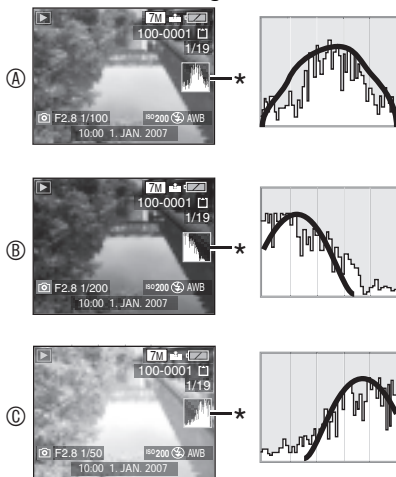 7M
100-0001
1/19
Ⓐ
*
F2.8 1/100 ISO200 AWB
10:00 1. JAN. 2007
7M
100-0001
1/19
Ⓑ
*
F2.8 1/200 ISO200 AWB
10:00 1. JAN. 2007
7M
100-0001
1/19
Ⓒ
*
F2.8 1/50 ISO200 AWB
10:00 1. JAN. 2007